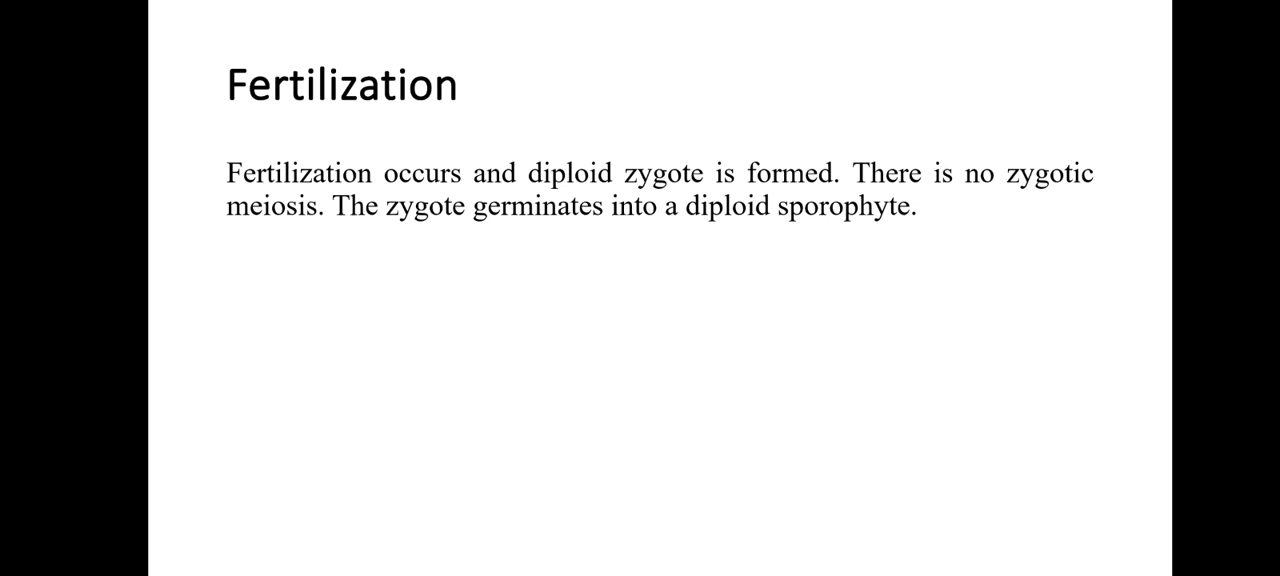 Fertilization
Fertilization occurs and diploid zygote is formed. There is no zygotic
meiosis. The zygote germinates into a diploid sporophyte.